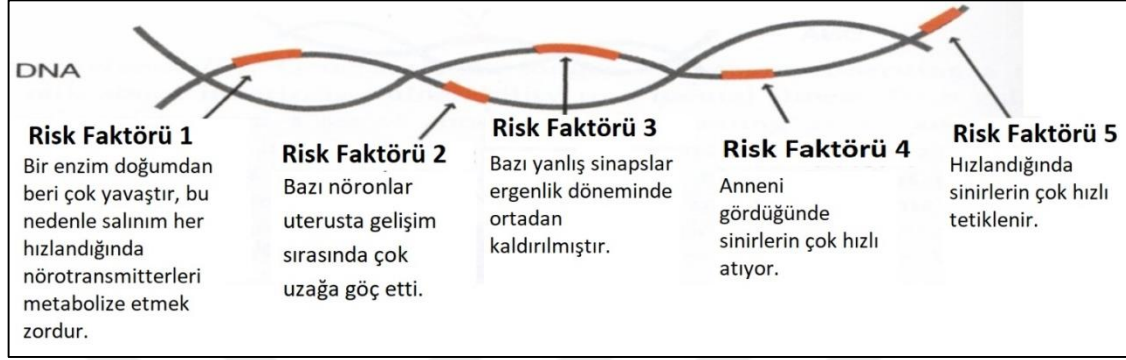 DNA
Risk Faktörü 1
Bir enzim doğumdan
beri çok yavaştır, bu
nedenle salınım her
hızlandığında
nörotransmitterleri
metabolize etmek
zordur.
Risk Faktörü 2
Bazı nöronlar
uterusta gelişim
sırasında çok
uzağa göç etti.
Risk Faktörü 3
Bazı yanlış sinapslar
ergenlik döneminde
ortadan
kaldırılmıştır.
Risk Faktörü 4
Anneni
gördüğünde
sinirlerin çok hızlı
atıyor.
Risk Faktörü 5
Hızlandığında
sinirlerin çok hızlı
tetiklenir.